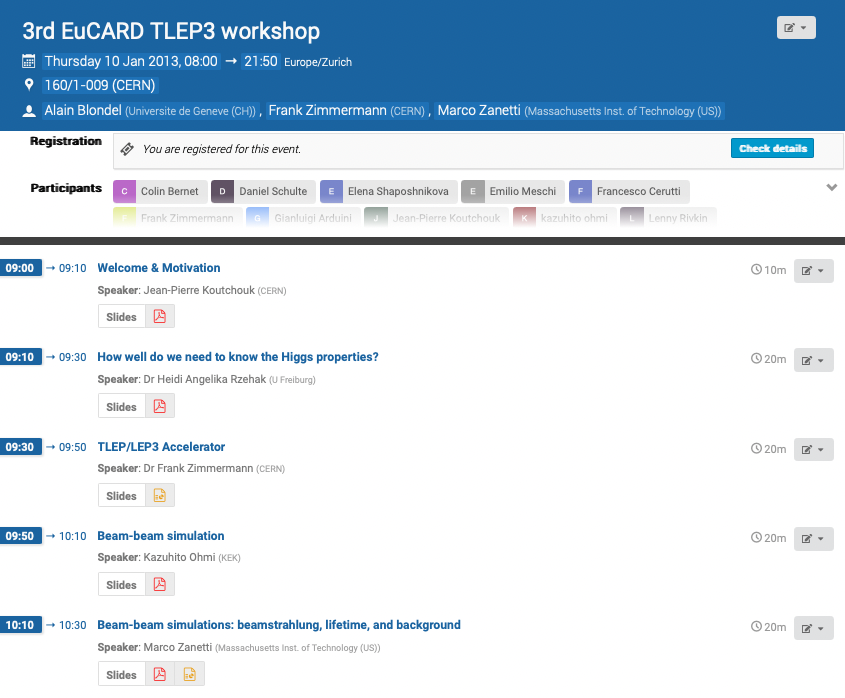 3rd EuCARD TLEP3 workshop
Thursday 10 Jan 2013, 08:00 → 21:50 Europe/Zurich
160/1-009 (CERN)
Alain Blondel (Universite de Geneve (CH)) , Frank Zimmermann (CERN) , Marco Zanetti (Massachusetts Inst. of Technology (US))
Registration You are registered for this event. Check details
Participants C Colin Bernet D Daniel Schulte E Elena Shaposhnikova E Emilio Meschi F Francesco Cerutti
Frank Zimmermann G Gianluigi Arduini J Jean-Pierre Koutchouk K kazuhito ohmi L Lenny Rivkin
09:00 → 09:10 Welcome & Motivation 10m
Speaker: Jean-Pierre Koutchouk (CERN)
Slides
09:10 → 09:30 How well do we need to know the Higgs properties? 20m
Speaker: Dr Heidi Angelika Rzehak (U Freiburg)
Slides
09:30 → 09:50 TLEP/LEP3 Accelerator 20m
Speaker: Dr Frank Zimmermann (CERN)
Slides
09:50 → 10:10 Beam-beam simulation 20m
Speaker: Kazuhito Ohmi (KEK)
Slides
10:10 → 10:30 Beam-beam simulations: beamstrahlung, lifetime, and background 20m
Speaker: Marco Zanetti (Massachusetts Inst. of Technology (US))
Slides